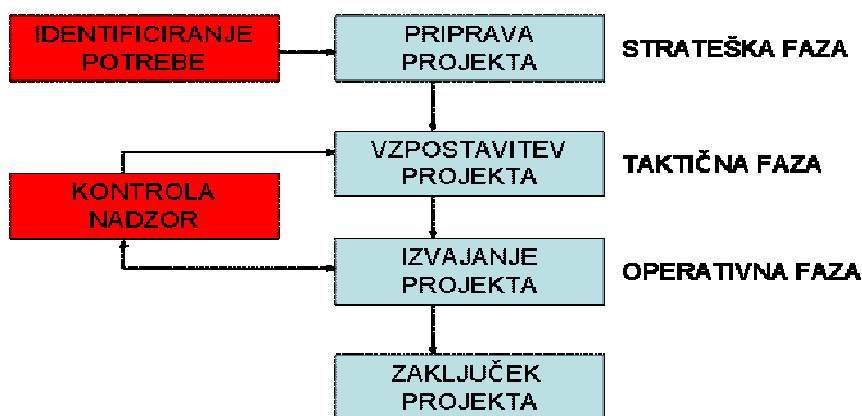 IDENTIFICIRANJE
POTREBE
PRIPRAVA
PROJEKTA
STRATEŠKA FAZA
VZPOSTAVITEV
PROJEKTA
TAKTIČNA FAZA
KONTROLA
NADZOR
IZVAJANJE
PROJEKTA
OPERATIVNA FAZA
ZAKLJUČEK
PROJEKTA